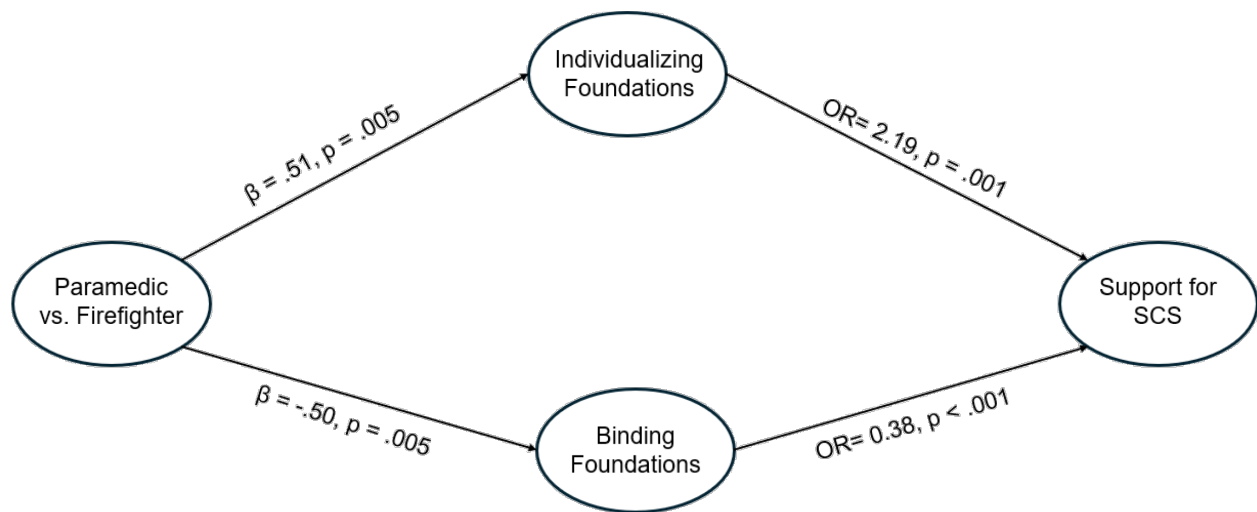 Individualizing
Foundations
β = .51, p = .005
OR= 2.19, p = .001
Paramedic
vs. Firefighter
Support for
SCS
β = -.50, p = .005
OR= 0.38, p < .001
Binding
Foundations